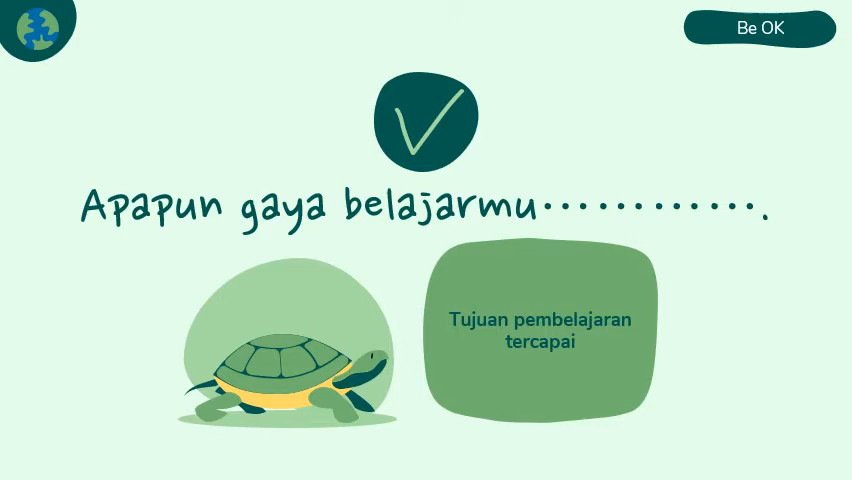 Be OK
Apapun gaya belajarmu.............
Tujuan pembelajaran
tercapai